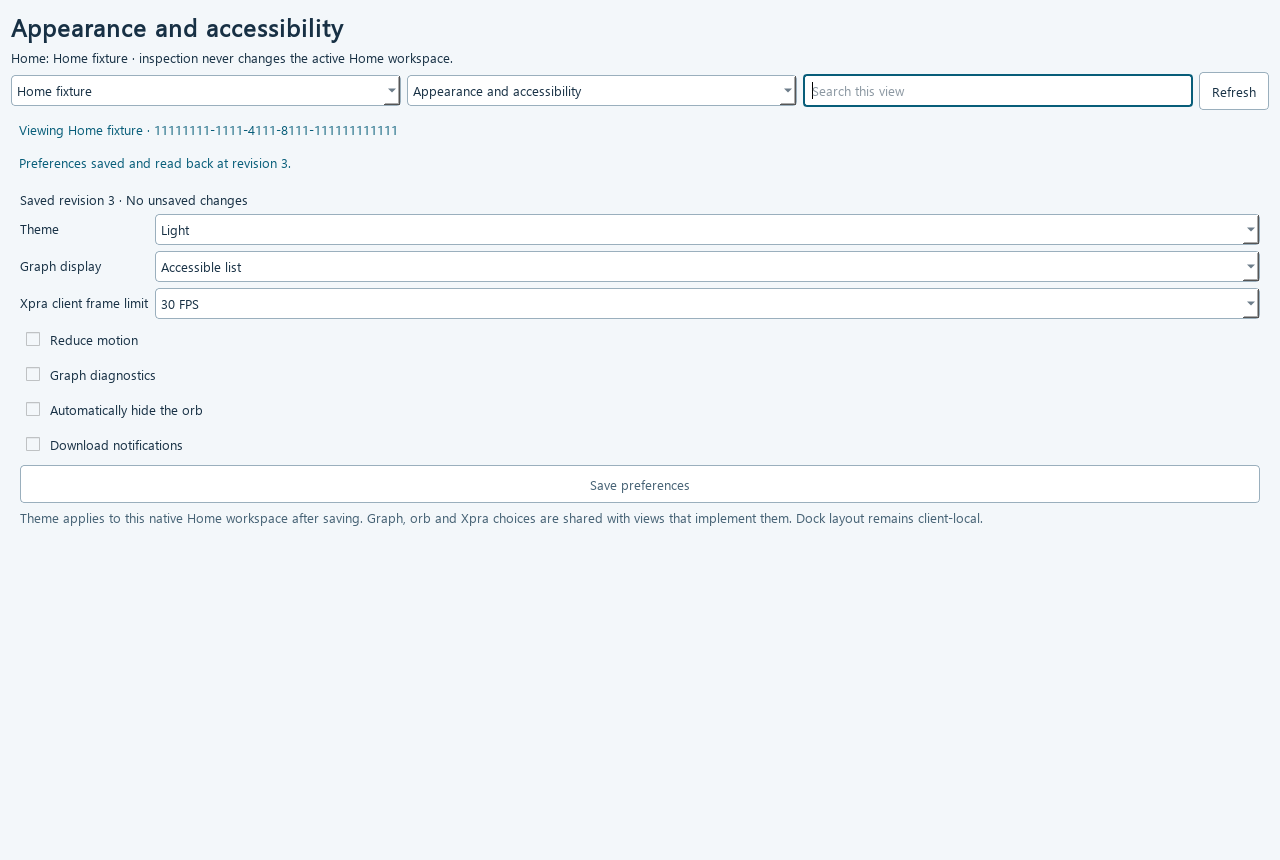 Appearance and accessibility
Home: Home fixture · inspection never changes the active Home workspace.
Home fixture
Appearance and accessibility
Search this view
Refresh
Viewing Home fixture · 11111111-1111-4111-8111-111111111111
Preferences saved and read back at revision 3.
Saved revision 3 · No unsaved changes
Theme
Light
Graph display
Accessible list
Xpra client frame limit
30 FPS
Reduce motion
Graph diagnostics
Automatically hide the orb
Download notifications
Save preferences
Theme applies to this native Home workspace after saving. Graph, orb and Xpra choices are shared with views that implement them. Dock layout remains client-local.